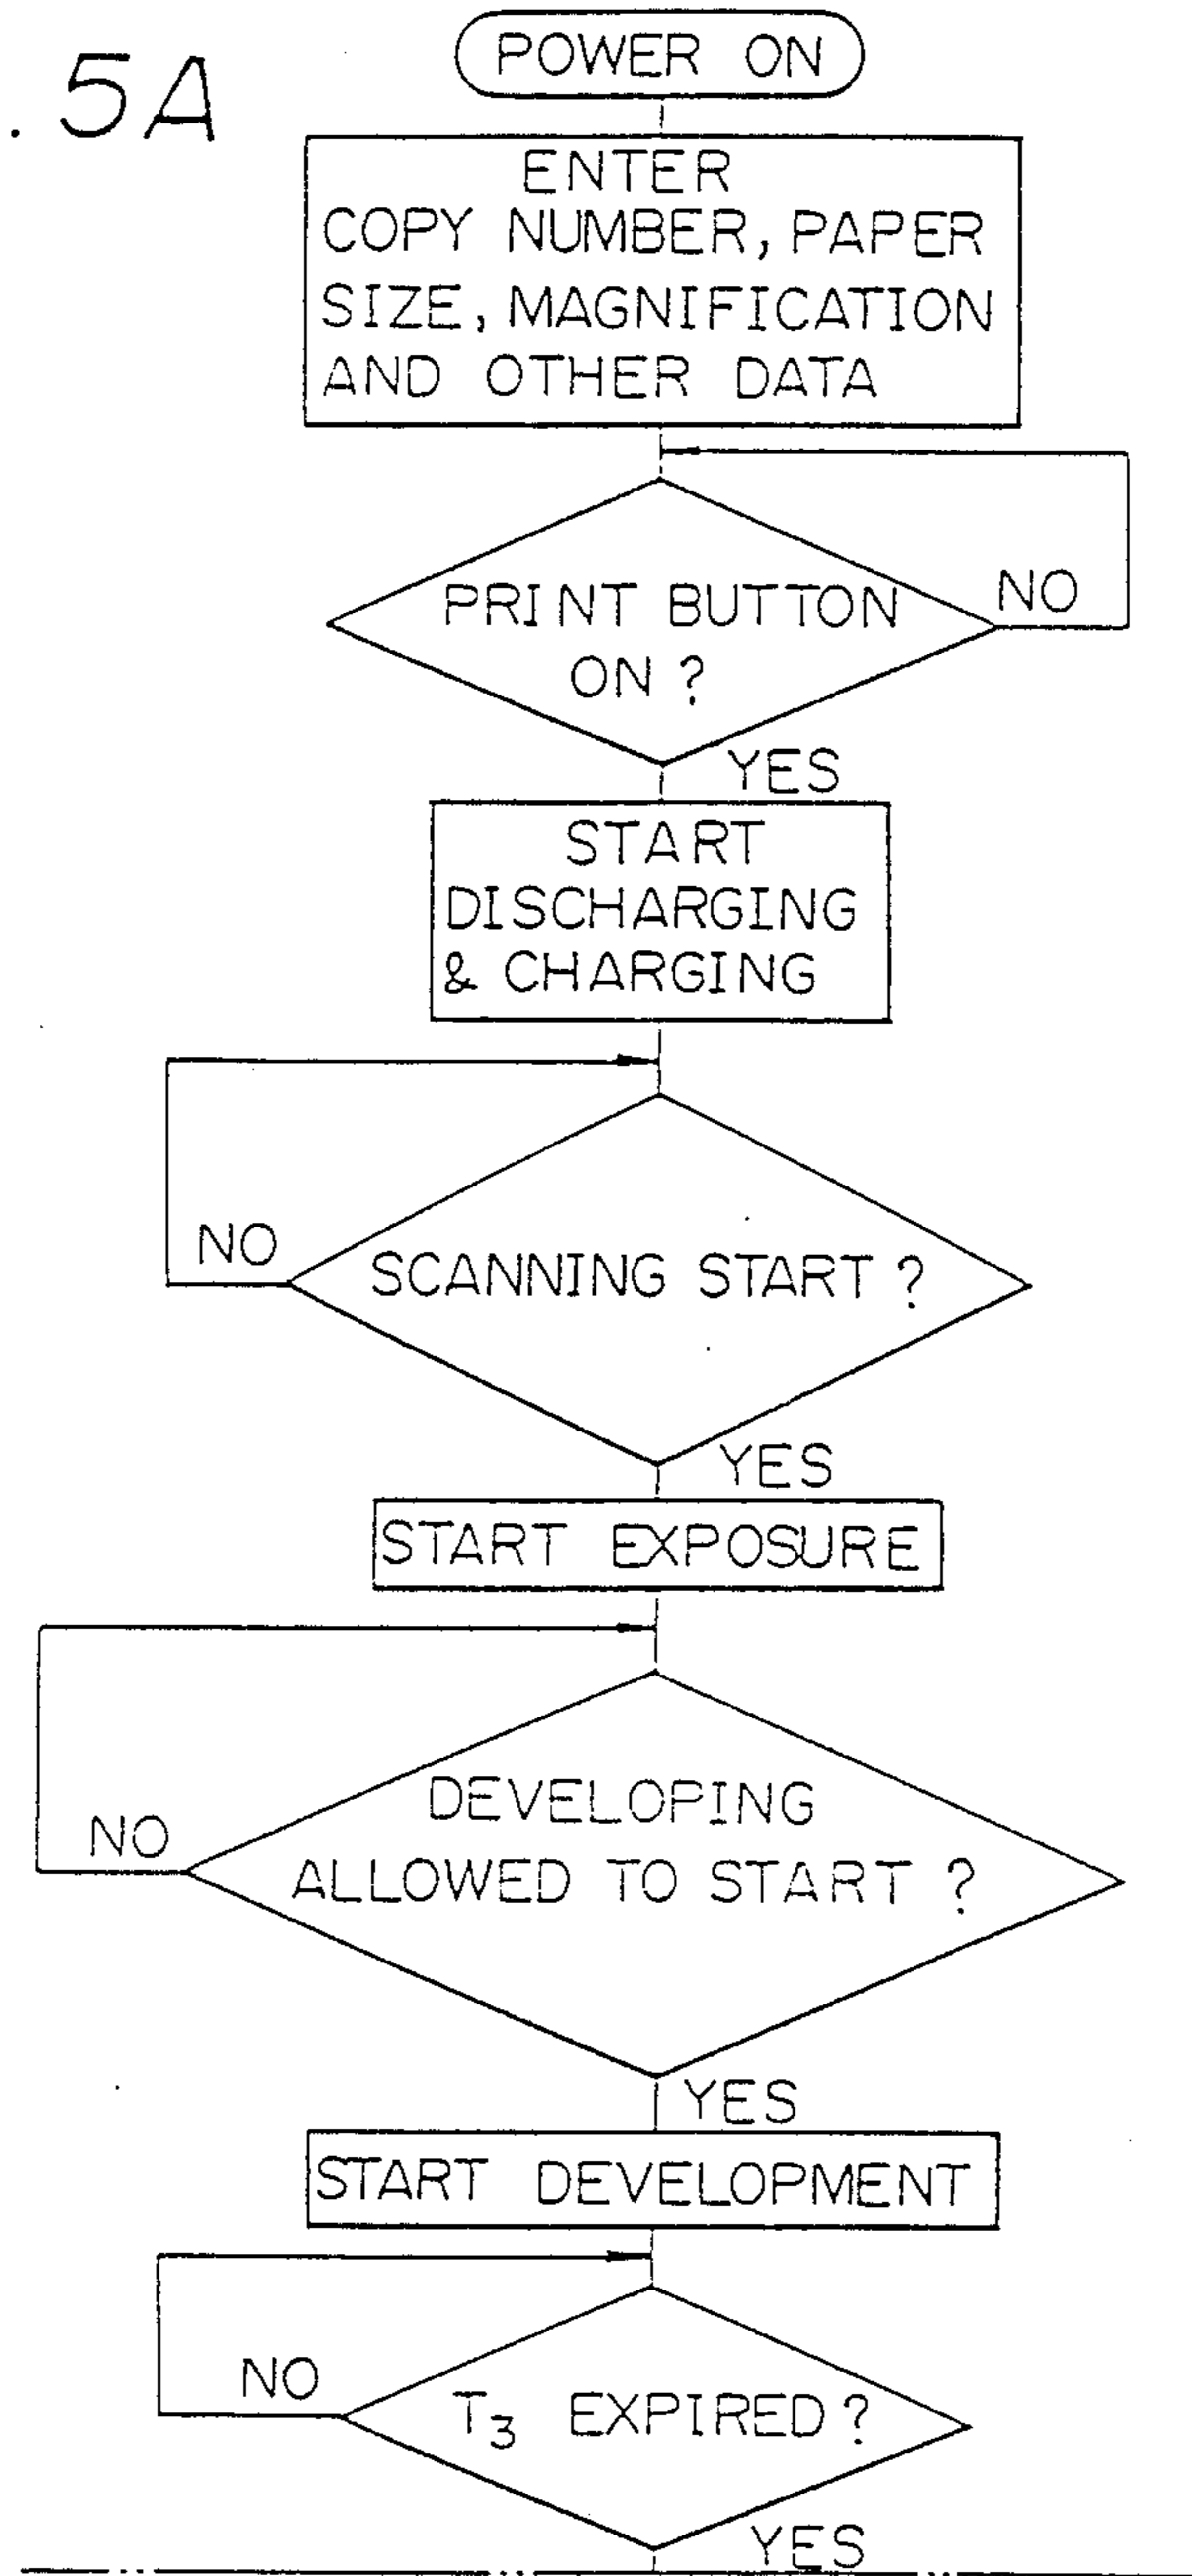 . 5A
POWER ON
ENTER
COPY NUMBER, PAPER
SIZE, MAGNIFICATION
AND OTHER DATA
PRINT BUTTON
ON ?
NO
YES
START
DISCHARGING
& CHARGING
NO
SCANNING START ?
YES
START EXPOSURE
DEVELOPING
NO
ALLOWED TO START ?
YES
START DEVELOPMENT
NO
T3 EXPIRED ?
YES